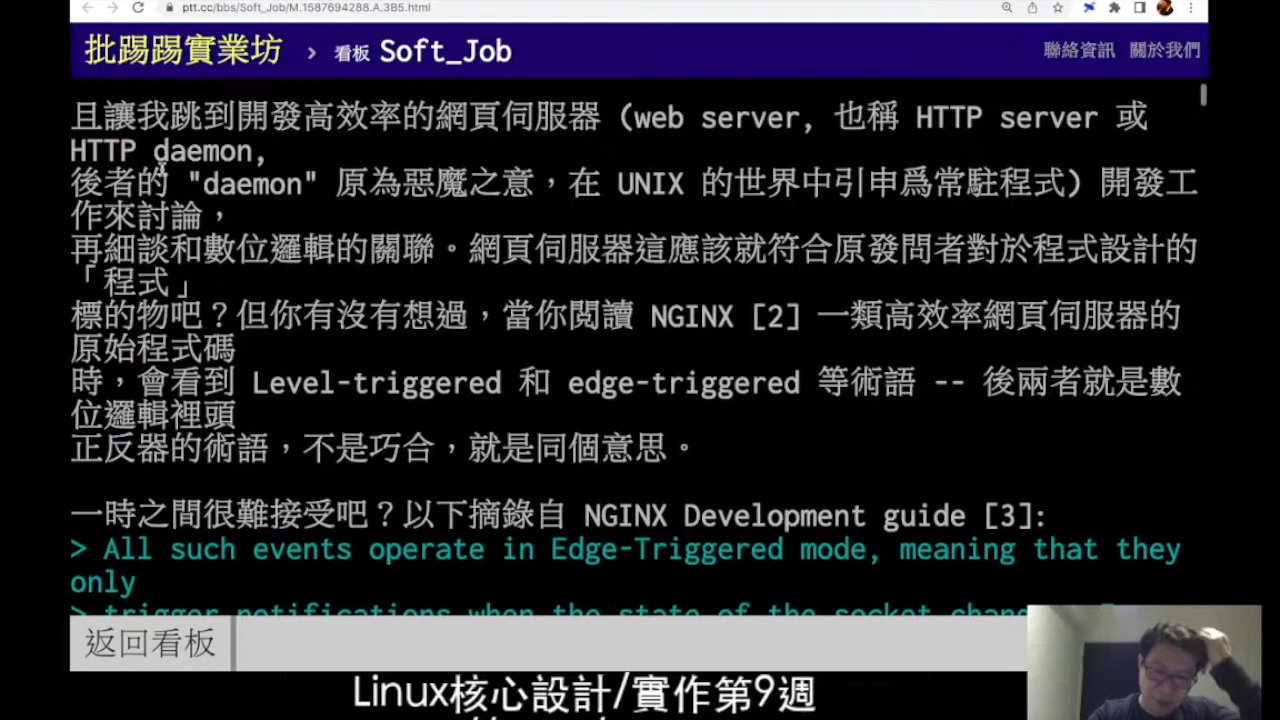 ptt.cc/bbs/Soft_Job/M.1587694288.A.3B5.html
批踢踢實業坊 › 看板 Soft_Job 聯絡資訊 關於我們
且讓我跳到開發高效率的網頁伺服器 (web server, 也稱 HTTP server 或
HTTP daemon,
後者的 "daemon" 原為惡魔之意，在 UNIX 的世界中引申爲常駐程式) 開發工
作來討論，
再細談和數位邏輯的關聯。網頁伺服器這應該就符合原發問者對於程式設計的
「程式」
標的物吧？但你有沒有想過，當你閱讀 NGINX [2] 一類高效率網頁伺服器的
原始程式碼
時，會看到 Level-triggered 和 edge-triggered 等術語 -- 後兩者就是數
位邏輯裡頭
正反器的術語，不是巧合，就是同個意思。
一時之間很難接受吧？以下摘錄自 NGINX Development guide [3]:
> All such events operate in Edge-Triggered mode, meaning that they
only
> trigger notifications when the state of the socket
返回看板
Linux核心設計/實作第9週